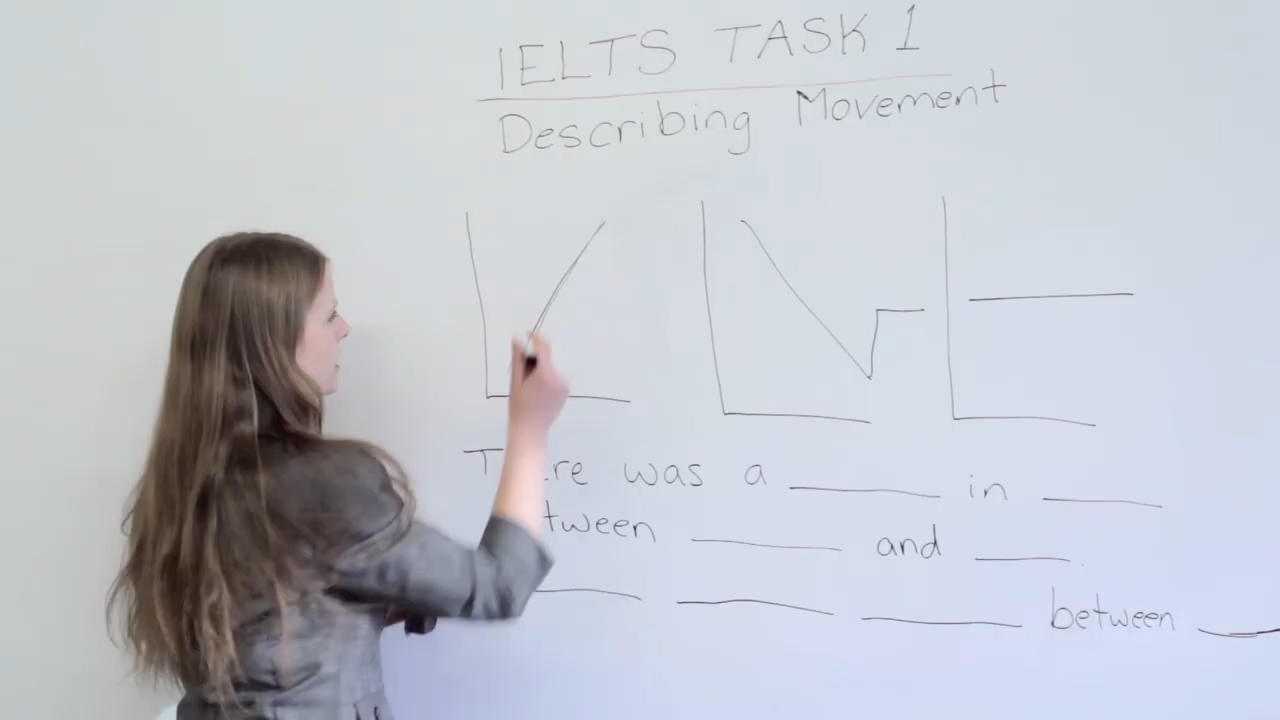 IELTS TASK 1
Describing Movement
was a ______ in ______
______ and ______
______ ______ ______ between ______